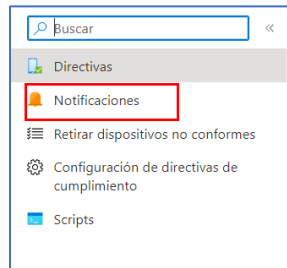 Buscar
Directivas
Notificaciones
Retirar dispositivos no conformes
Configuración de directivas de
cumplimiento
Scripts